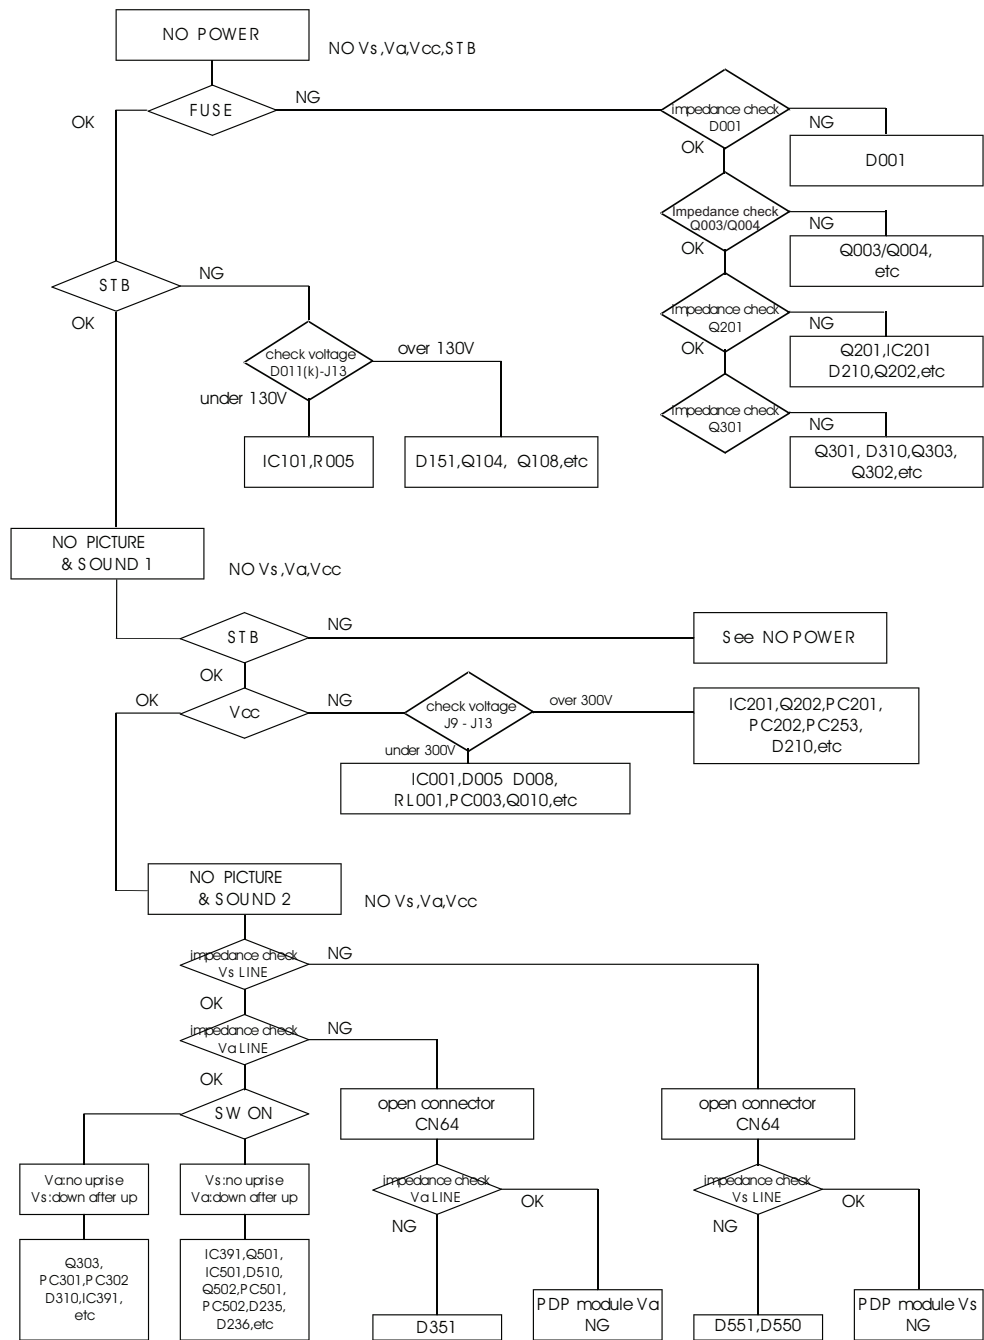 NO POWER
NO Vs,Va,Vcc,STB
FUSE
NG
OK
impedance check
D001
NG
OK
D001
Impedance check
Q003/Q004
NG
OK
Q003/Q004,
etc
STB
NG
OK
impedance check
Q201
NG
OK
Q201,IC201
D210,Q202,etc
check voltage
D011(k)-J13
over 130V
under 130V
impedance check
Q301
NG
IC101,R005
D151,Q104, Q108,etc
Q301, D310,Q303,
Q302,etc
NO PICTURE
& SOUND 1
NO Vs,Va,Vcc
STB
NG
See NO POWER
OK
OK
Vcc
NG
check voltage
J9 - J13
over 300V
under 300V
IC201,Q202,PC201,
PC202,PC253,
D210,etc
IC001,D005 D008,
RL001,PC003,Q010,etc
NO PICTURE
& SOUND 2
NO Vs,Va,Vcc
impedance check
Vs LINE
NG
OK
impedance check
Va LINE
NG
OK
SW ON
open connector
CN64
open connector
CN64
Va:no uprise
Vs:down after up
Vs:no uprise
Va:down after up
impedance check
Va LINE
OK
NG
impedance check
Vs LINE
OK
NG
Q303,
PC301,PC302
D310,IC391,
etc
IC391,Q501,
IC501,D510,
Q502,PC501,
PC502,D235,
D236,etc
D351
PDP module Va
NG
D551,D550
PDP module Vs
NG